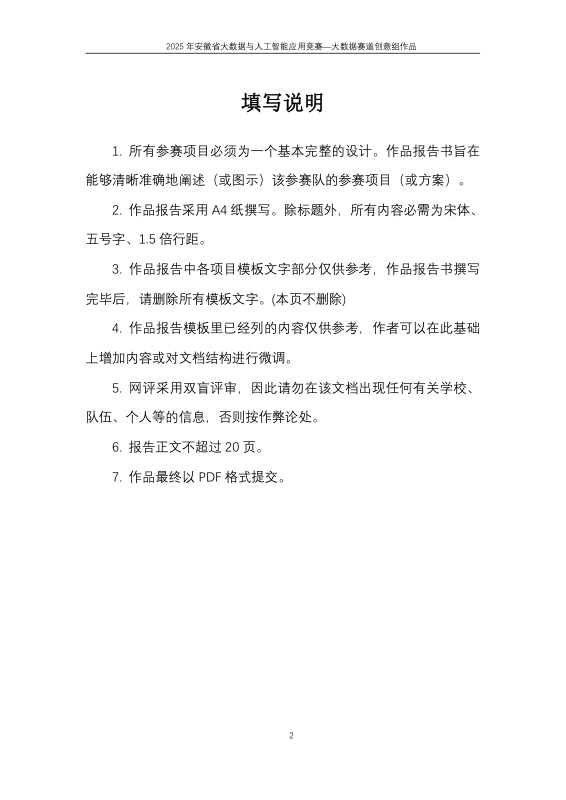 2025 年安徽省大数据与人工智能应用竞赛—大数据赛道创意组作品
填写说明
1. 所有参赛项目必须为一个基本完整的设计。作品报告书旨在
能够清晰准确地阐述（或图示）该参赛队的参赛项目（或方案）。
2. 作品报告采用 A4 纸撰写。除标题外，所有内容必需为宋体、
五号字、1.5 倍行距。
3. 作品报告中各项目模板文字部分仅供参考，作品报告书撰写
完毕后，请删除所有模板文字。(本页不删除)
4. 作品报告模板里已经列的内容仅供参考，作者可以在此基础
上增加内容或对文档结构进行微调。
5. 网评采用双盲评审，因此请勿在该文档出现任何有关学校、
队伍、个人等的信息，否则按作弊论处。
6. 报告正文不超过 20 页。
7. 作品最终以 PDF 格式提交。
2